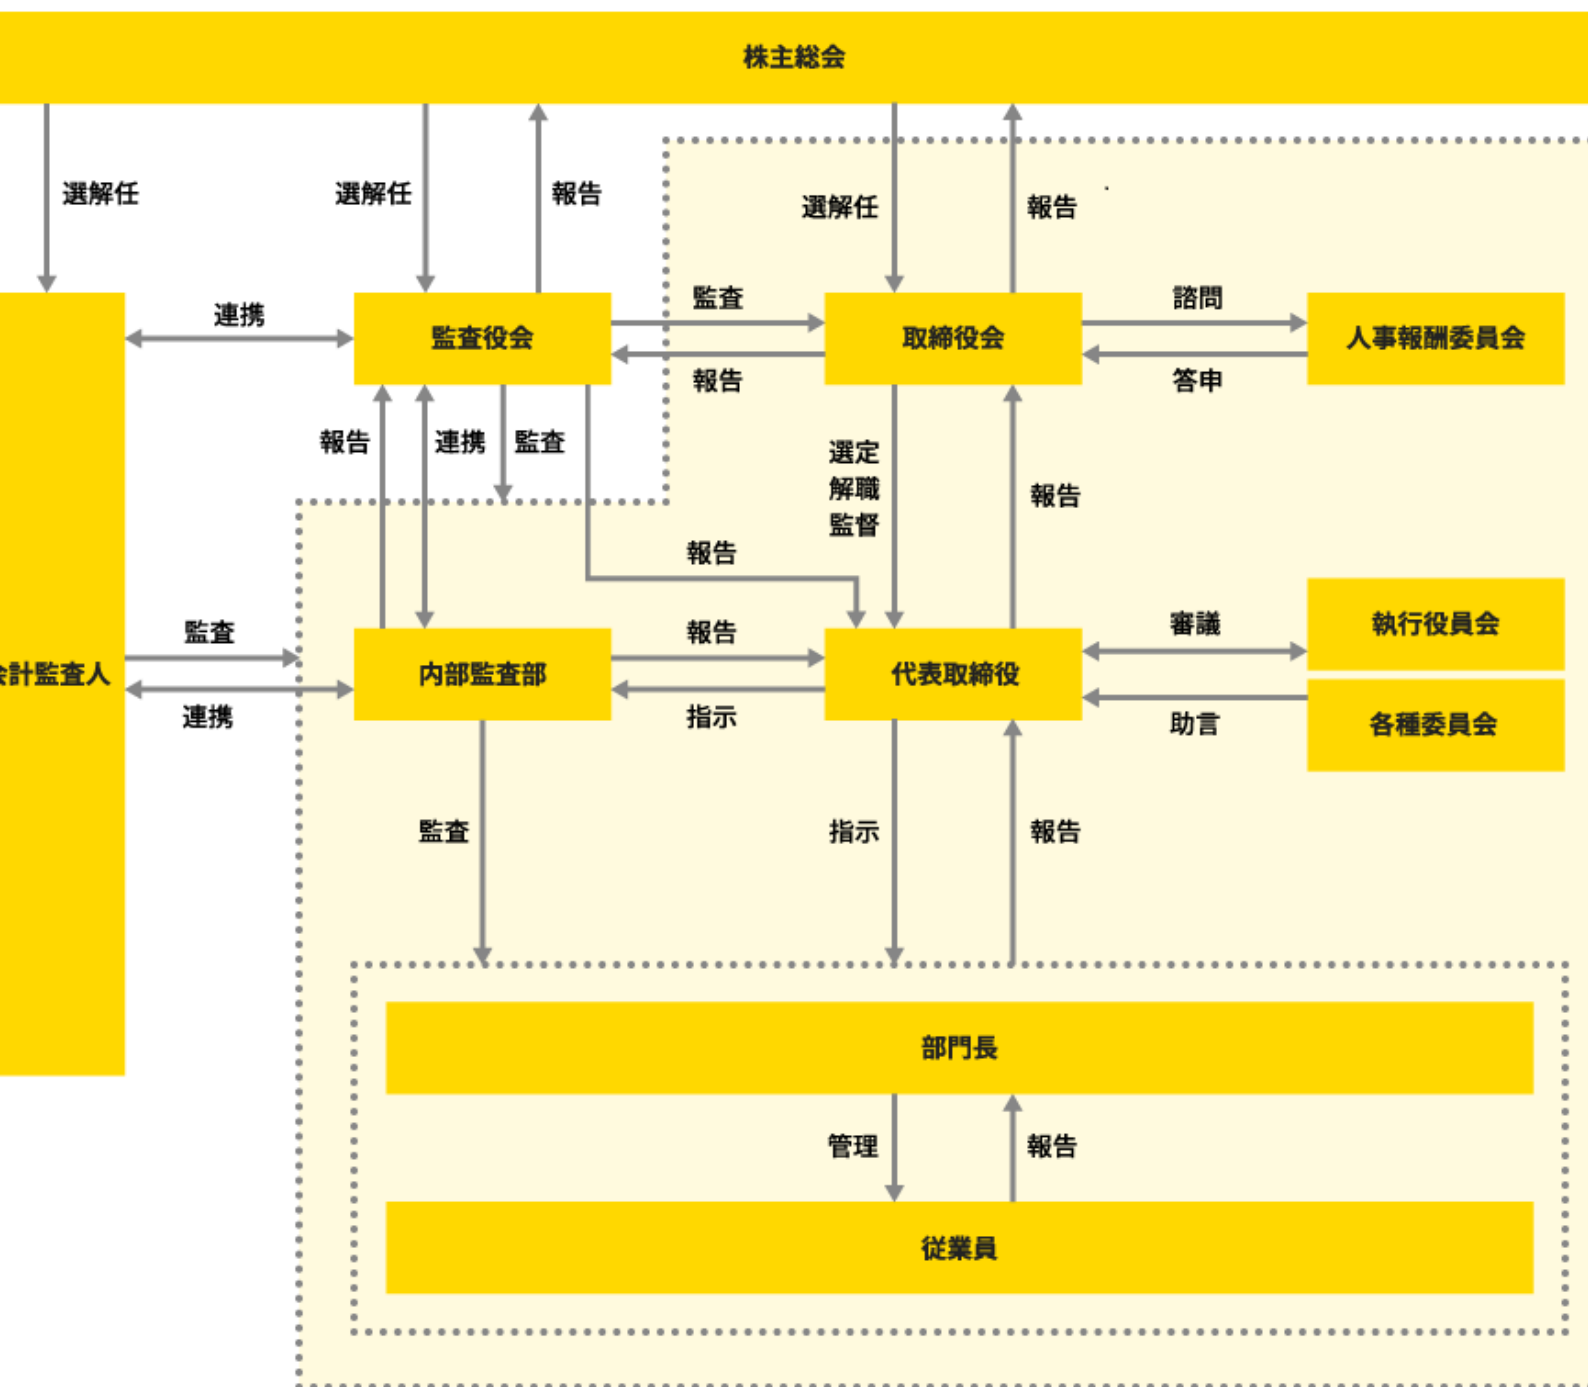 株主総会
選解任
選解任
報告
選解任
報告
連携
監査役会
監査
報告
取締役会
諮問
答申
人事報酬委員会
報告
連携
監査
選定
解職
監督
報告
報告
監査
会計監査人
連携
内部監査部
報告
指示
代表取締役
審議
助言
執行役員会
各種委員会
監査
指示
報告
部門長
管理
報告
従業員